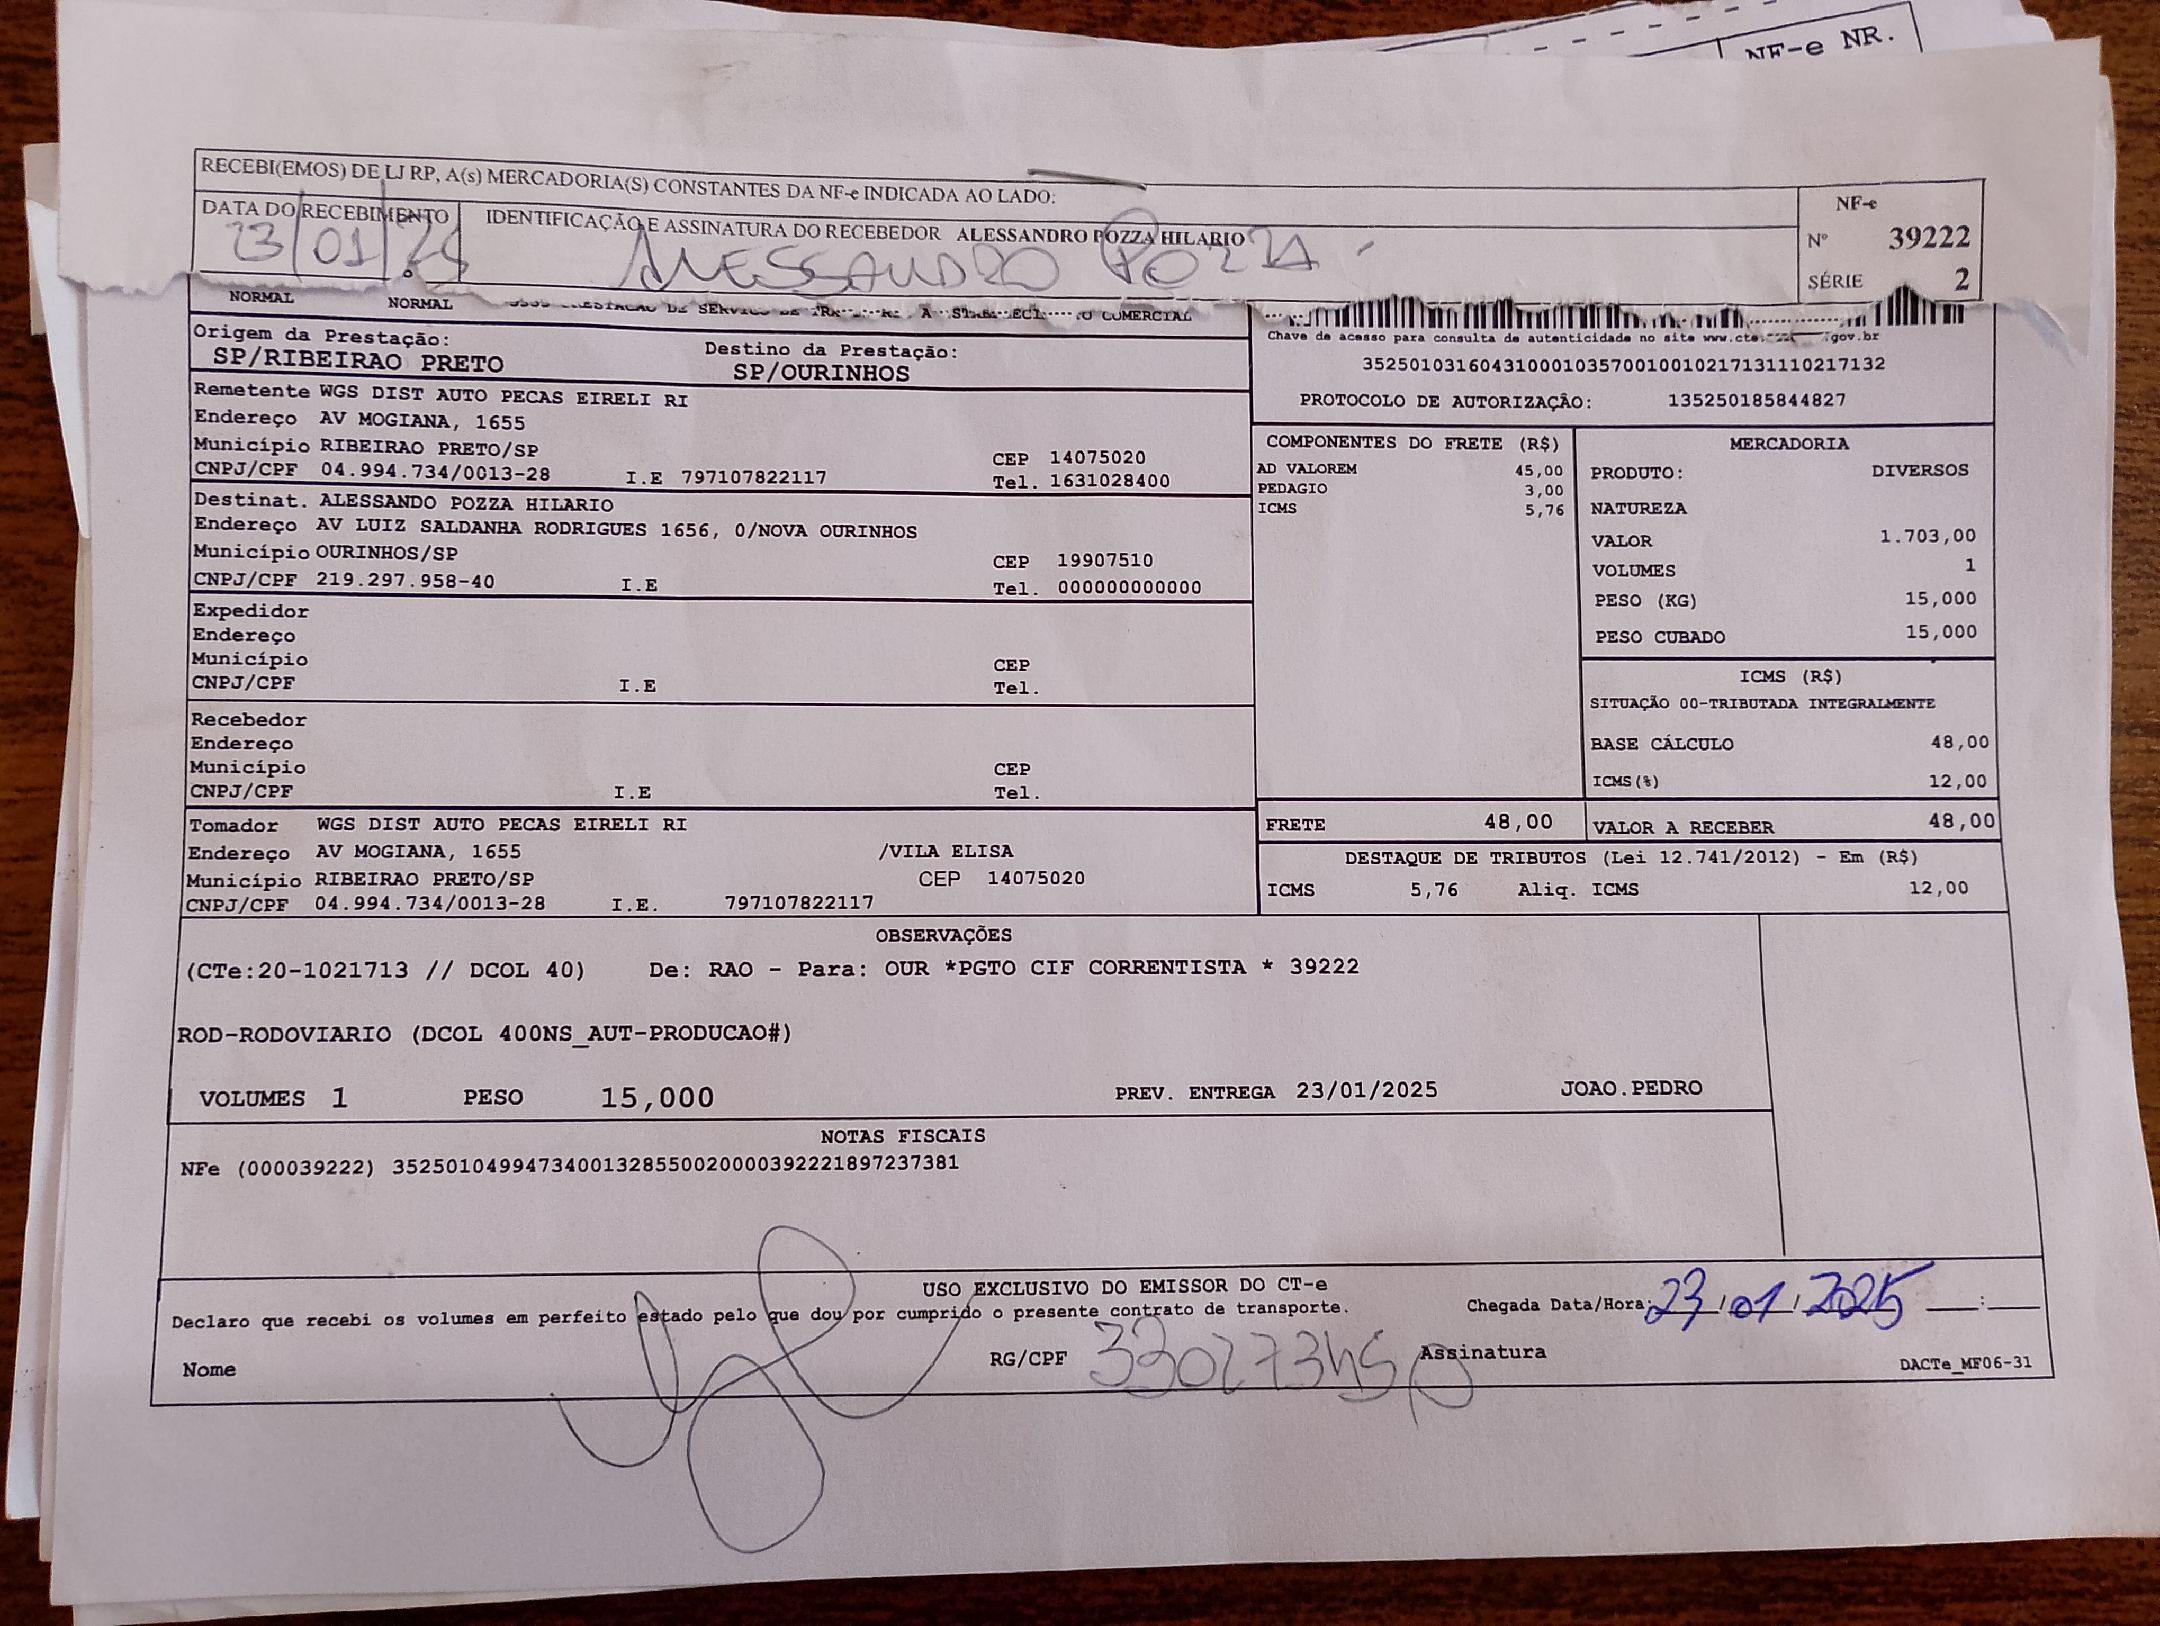 NF-e NR.
RECEBI(EMOS) DE LJ RP, A(s) MERCADORIA(S) CONSTANTES DA NF-e INDICADA AO LADO:
DATA DO RECEBIMENTO IDENTIFICAÇÃO E ASSINATURA DO RECEBEDOR ALESSANDRO POZZA HILARIO
23/01/25 ALESSANDRO POZZA
NF-e
Nº 39222
SÉRIE 2
NORMAL NORMAL COMERCIAL
Origem da Prestação: Destino da Prestação:
SP/RIBEIRAO PRETO SP/OURINHOS
Remetente WGS DIST AUTO PECAS EIRELI RI
Endereço AV MOGIANA, 1655
Município RIBEIRAO PRETO/SP CEP 14075020
CNPJ/CPF 04.994.734/0013-28 I.E 797107822117 Tel. 1631028400
Destinat. ALESSANDO POZZA HILARIO
Endereço AV LUIZ SALDANHA RODRIGUES 1656, 0/NOVA OURINHOS
Município OURINHOS/SP CEP 19907510
CNPJ/CPF 219.297.958-40 I.E Tel. 000000000000
Expedidor
Endereço
Município CEP
CNPJ/CPF I.E Tel.
Recebedor
Endereço
Município CEP
CNPJ/CPF I.E Tel.
Tomador WGS DIST AUTO PECAS EIRELI RI
Endereço AV MOGIANA, 1655 /VILA ELISA
Município RIBEIRAO PRETO/SP CEP 14075020
CNPJ/CPF 04.994.734/0013-28 I.E. 797107822117
Chave de acesso para consulta de autenticidade no site gov.br
35250103160431000103570010010217131110217132
PROTOCOLO DE AUTORIZAÇÃO: 135250185844827
COMPONENTES DO FRETE (R$)
AD VALOREM 45,00
PEDAGIO 3,00
ICMS 5,76
MERCADORIA
PRODUTO: DIVERSOS
NATUREZA
VALOR 1.703,00
VOLUMES 1
PESO (KG) 15,000
PESO CUBADO 15,000
ICMS (R$)
SITUAÇÃO 00-TRIBUTADA INTEGRALMENTE
BASE CÁLCULO 48,00
ICMS(%) 12,00
FRETE 48,00 VALOR A RECEBER 48,00
DESTAQUE DE TRIBUTOS (Lei 12.741/2012) - Em (R$)
ICMS 5,76 Aliq. ICMS 12,00
OBSERVAÇÕES
(CTe:20-1021713 // DCOL 40) De: RAO - Para: OUR *PGTO CIF CORRENTISTA * 39222
ROD-RODOVIARIO (DCOL 400NS_AUT-PRODUCAO#)
VOLUMES 1 PESO 15,000 PREV. ENTREGA 23/01/2025 JOAO.PEDRO
NOTAS FISCAIS
NFe (000039222) 35250104994734001328550020000392221897237381
USO EXCLUSIVO DO EMISSOR DO CT-e
Declaro que recebi os volumes em perfeito estado pelo que dou por cumprido o presente contrato de transporte. Chegada Data/Hora: 23/01/2025 __:__
Nome RG/CPF Assinatura
DACTe_MF06-31